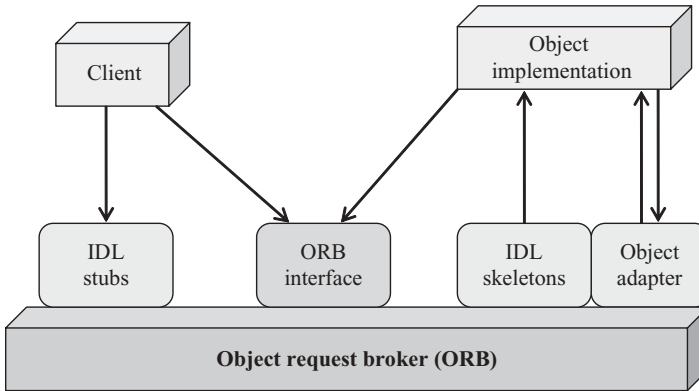 Client
Object
implementation
IDL
stubs
ORB
interface
IDL
skeletons
Object
adapter
Object request broker (ORB)